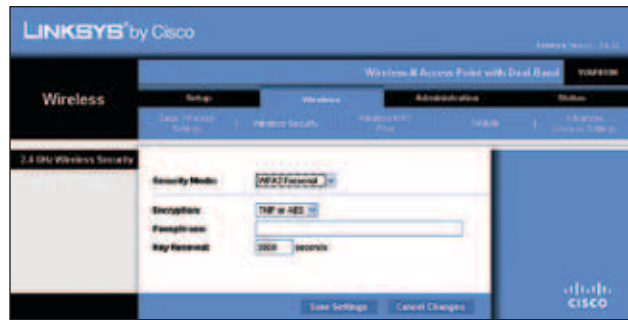 LINKSYS® by Cisco
Wireless-N Access Point with Dual-Band
Wireless
Setup
Wireless
Administration
Status
Wireless Security
2.4 GHz Wireless Security
Security Mode:
WPA2 Personal
Encryption:
TKIP or AES
Passphrase:
Key Renewal:
3600 seconds
Save Settings
Cancel Changes
CISCO